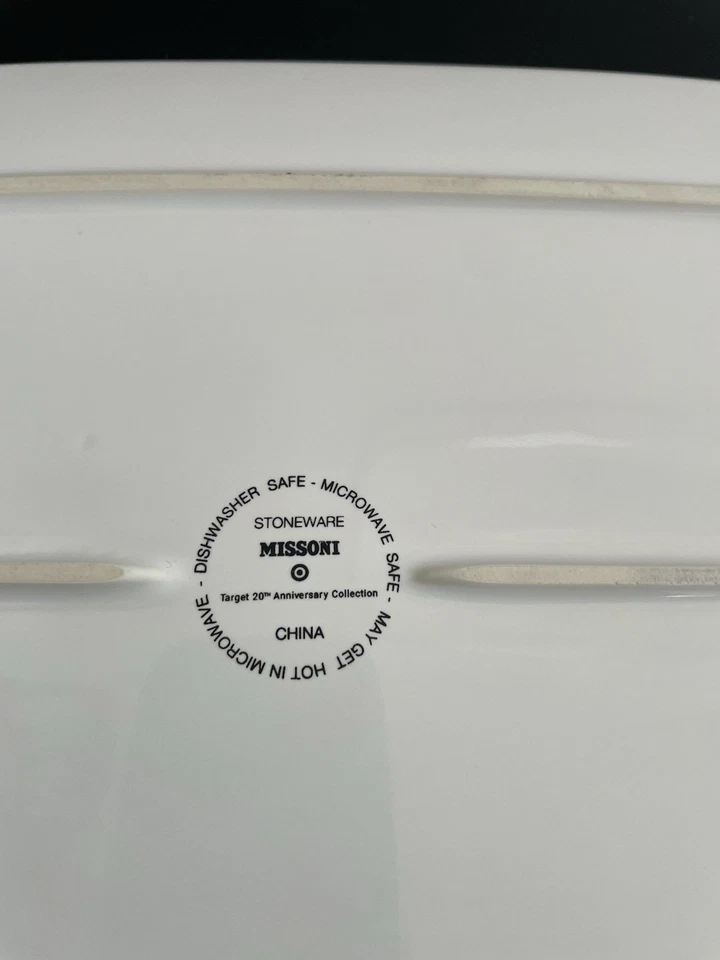 DISHWASHER SAFE - MICROWAVE SAFE - MAY GET HOT IN MICROWAVE -
STONEWARE
MISSONI
Target 20™ Anniversary Collection
CHINA